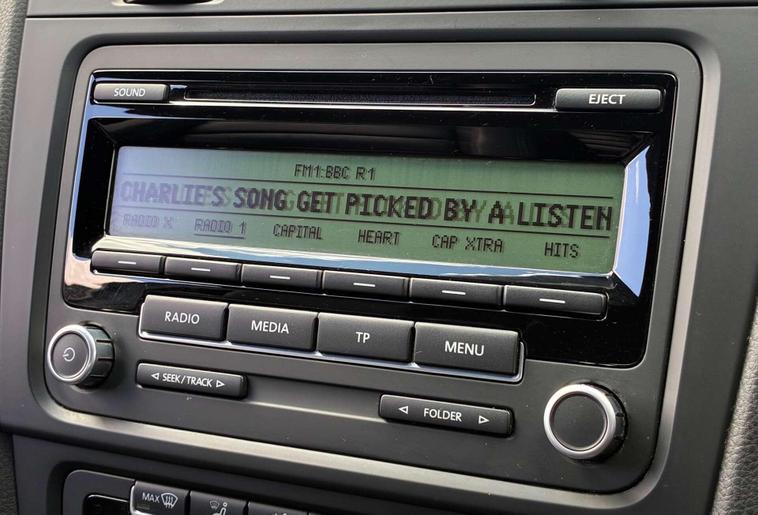 SOUND
EJECT
FM1:BBC R1
CHARLIE'S SONG GET PICKED BY A LISTEN
RADIO X RADIO 1 CAPITAL HEART CAP XTRA HITS
RADIO MEDIA TP MENU
SEEK/TRACK
FOLDER
MAX